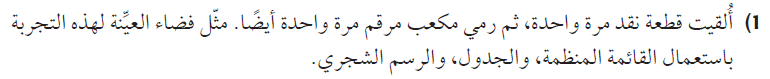 1) أُلقيت قطعة نقد مرة واحدة، ثم رمي مكعب مرقم مرة واحدة أيضًا. مثّل فضاء العيِّنة لهذه التجربة
باستعمال القائمة المنظمة، والجدول، والرسم الشجري.